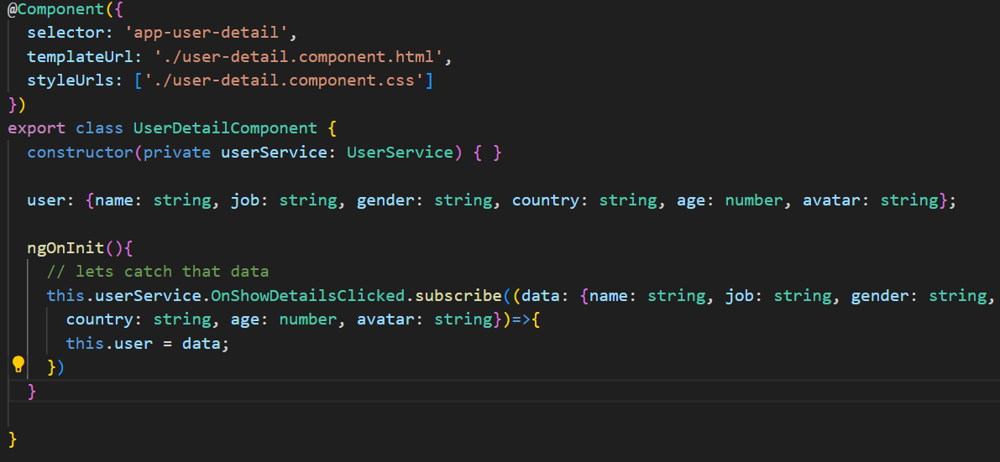 @Component({
selector: 'app-user-detail',
templateUrl: './user-detail.component.html',
styleUrls: ['./user-detail.component.css']
})
export class UserDetailComponent {
constructor(private userService: UserService) { }
user: {name: string, job: string, gender: string, country: string, age: number, avatar: string};
ngOnInit(){
// lets catch that data
this.userService.OnShowDetailsClicked.subscribe((data: {name: string, job: string, gender: string,
country: string, age: number, avatar: string})=>{
this.user = data;
})
}
}